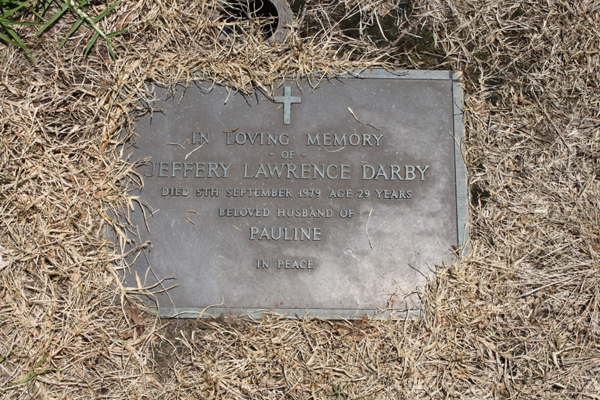 IN LOVING MEMORY
- OF -
JEFFERY LAWRENCE DARBY
DIED 5TH SEPTEMBER 1979 AGE 29 YEARS
BELOVED HUSBAND OF
PAULINE
IN PEACE